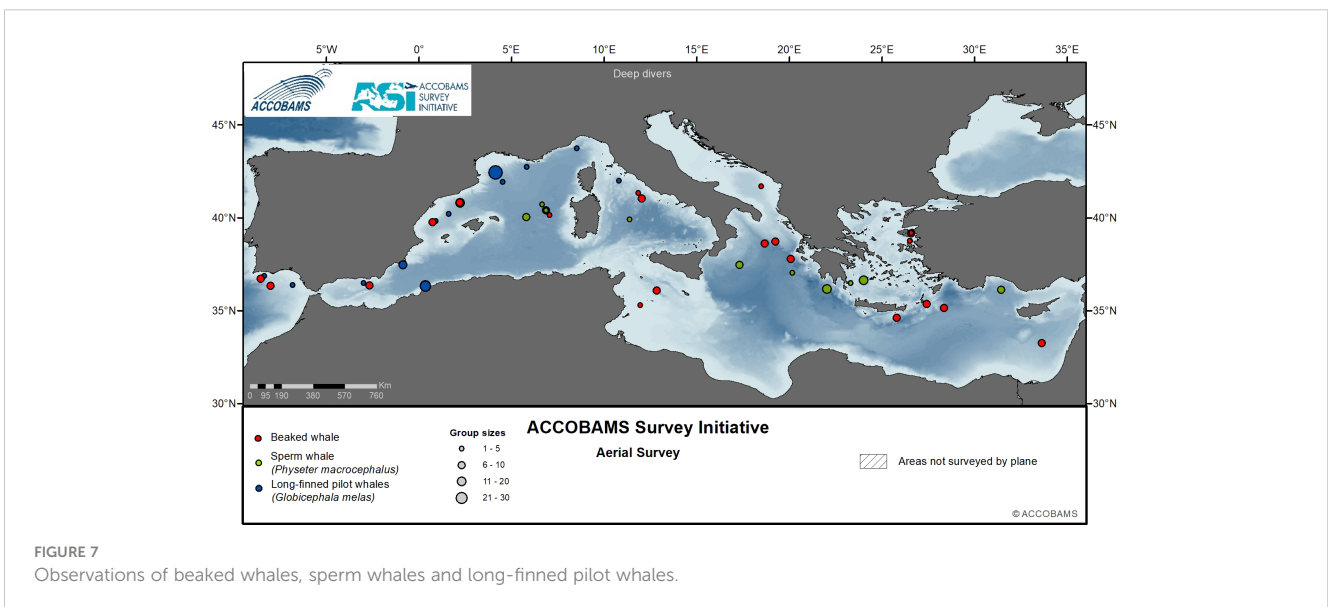 5°W 0° 5°E 10°E 15°E 20°E 25°E 30°E 35°E
Deep divers
ACCOBAMS
ASI ACCOBAMS
SURVEY
INITIATIVE
45°N 45°N
40°N 40°N
35°N 35°N
30°N 30°N
Km
0 95 190 380 570 760
ACCOBAMS Survey Initiative
Aerial Survey
Beaked whale
Sperm whale
(Physeter macrocephalus)
Long-finned pilot whales
(Globicephala melas)
Group sizes
1 - 5
6 - 10
11 - 20
21 - 30
Areas not surveyed by plane
© ACCOBAMS
FIGURE 7
Observations of beaked whales, sperm whales and long-finned pilot whales.